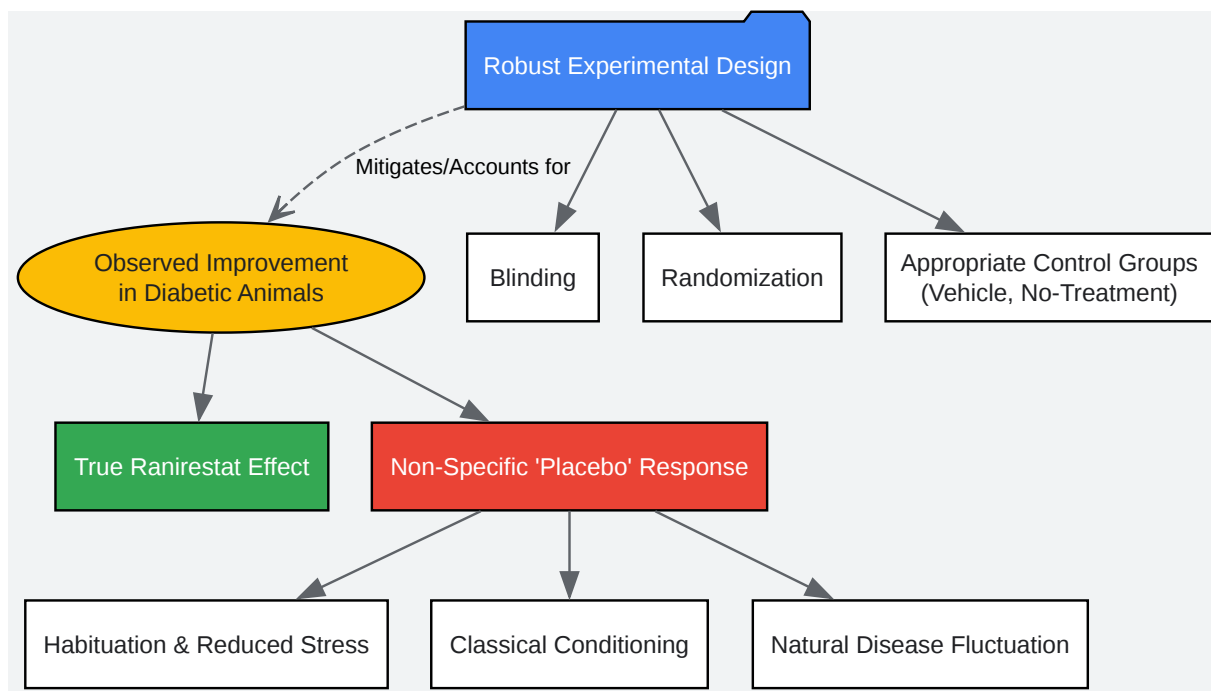 Robust Experimental Design
Mitigates/Accounts for
Observed Improvement
in Diabetic Animals
Blinding
Randomization
Appropriate Control Groups
(Vehicle, No-Treatment)
True Ranirestat Effect
Non-Specific 'Placebo' Response
Habituation & Reduced Stress
Classical Conditioning
Natural Disease Fluctuation